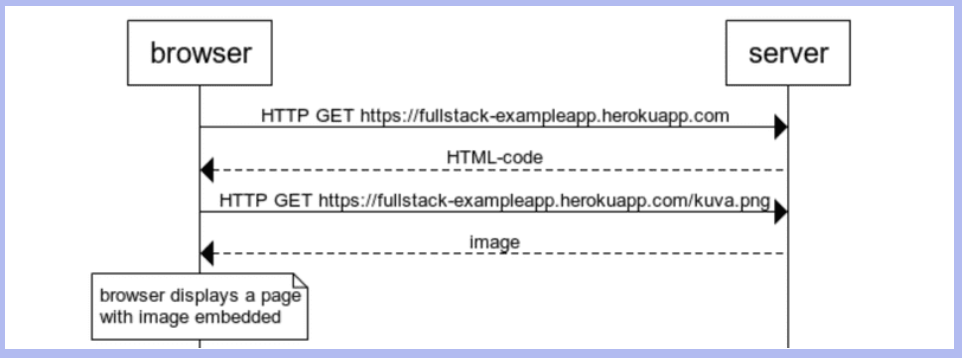 browser
server
HTTP GET https://fullstack-exampleapp.herokuapp.com
HTML-code
HTTP GET https://fullstack-exampleapp.herokuapp.com/kuva.png
image
browser displays a page
with image embedded